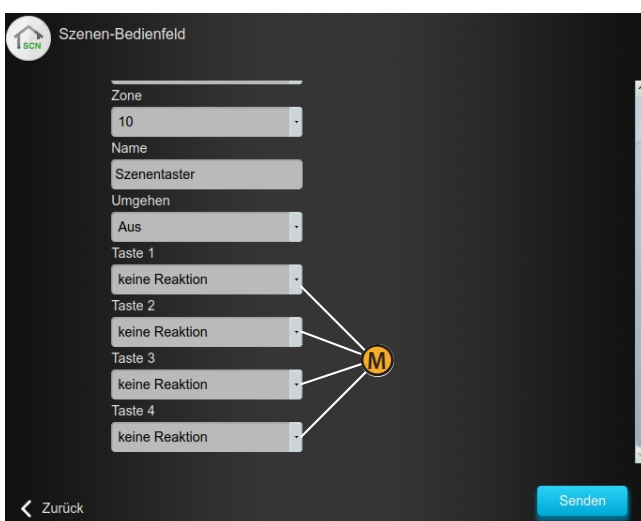 SCN
Szenen-Bedienfeld
Zone
10
Name
Szenentaster
Umgehen
Aus
Taste 1
keine Reaktion
Taste 2
keine Reaktion
Taste 3
keine Reaktion
Taste 4
keine Reaktion
M
Zurück
Senden